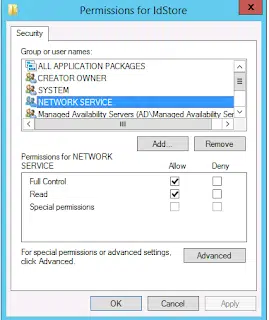 Permissions for IdStore
Security
Group or user names:
ALL APPLICATION PACKAGES
CREATOR OWNER
SYSTEM
NETWORK SERVICE
Managed Availability Servers (AD\Managed Availability Ser
Add...
Remove
Permissions for NETWORK
SERVICE
Allow
Deny
Full Control
Read
Special permissions
For special permissions or advanced settings,
click Advanced.
Advanced
OK
Cancel
Apply